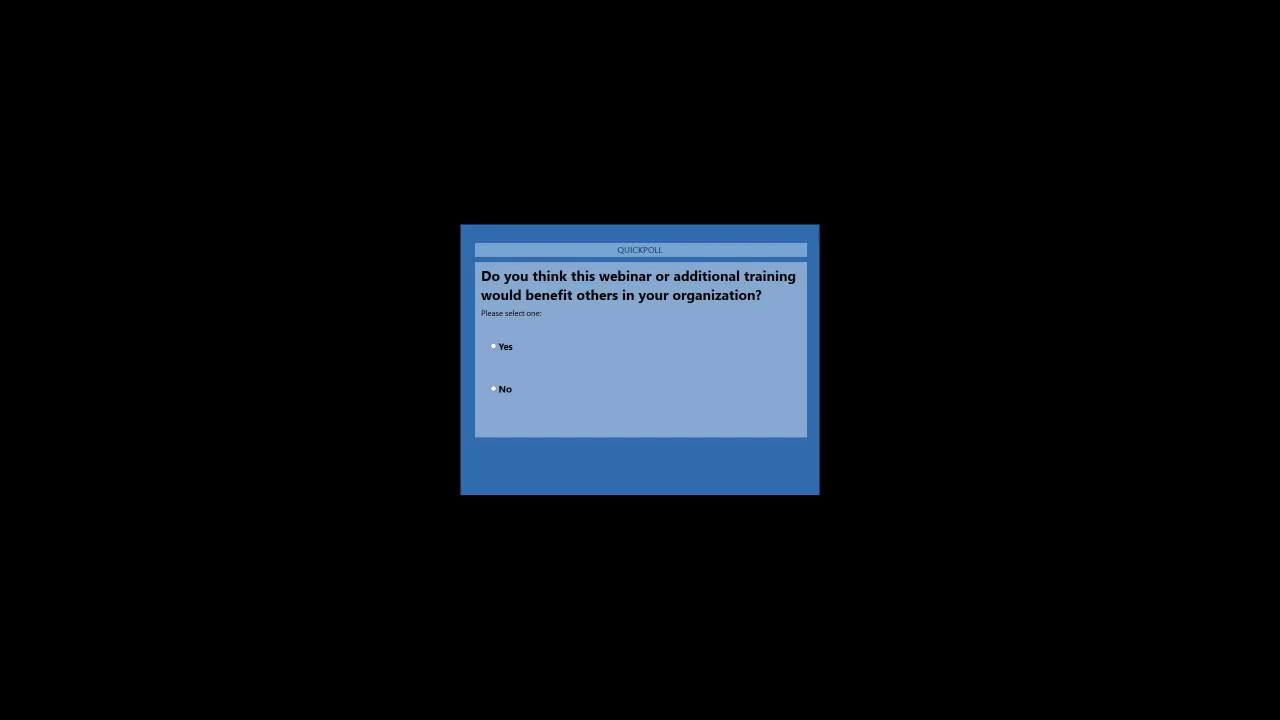 QUICKPOLL
Do you think this webinar or additional training
would benefit others in your organization?
Please select one:
Yes
No